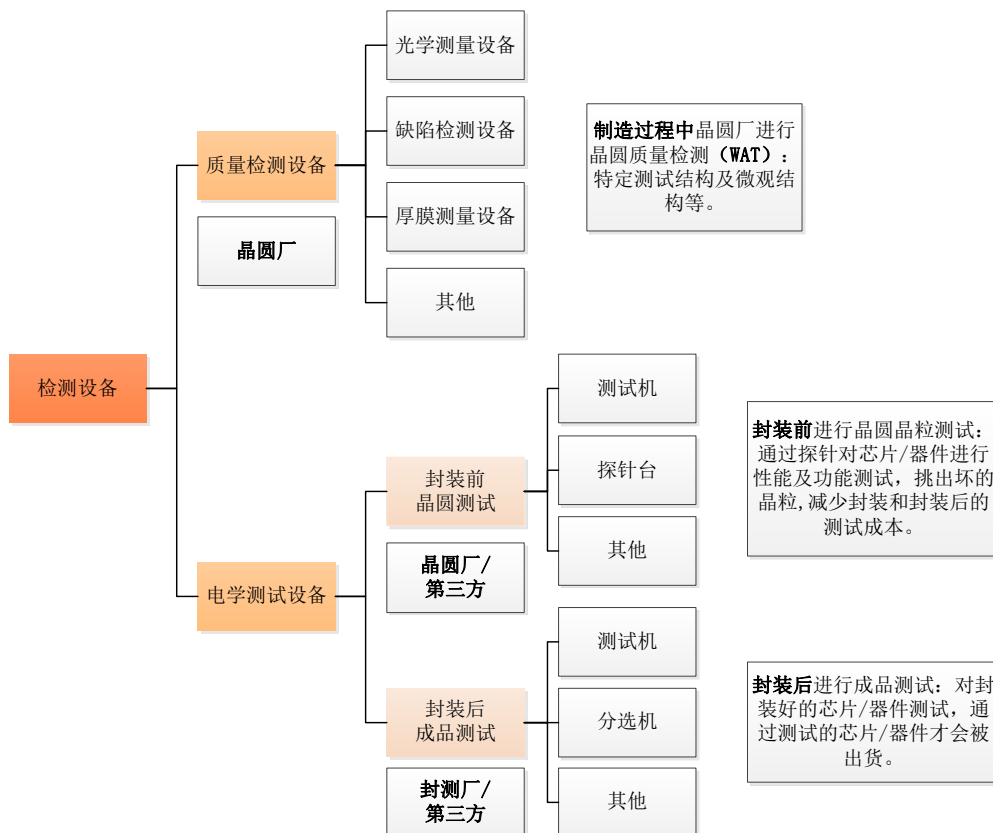 光学测量设备
缺陷检测设备
质量检测设备
厚膜测量设备
晶圆厂
其他
制造过程中晶圆厂进行
晶圆质量检测（WAT）：
特定测试结构及微观结
构等。
检测设备
测试机
封装前
晶圆测试
探针台
晶圆厂/
第三方
其他
封装前进行晶圆晶粒测试：
通过探针对芯片/器件进行
性能及功能测试，挑出坏的
晶粒,减少封装和封装后的
测试成本。
电学测试设备
测试机
封装后
成品测试
分选机
封测厂/
第三方
其他
封装后进行成品测试：对封
装好的芯片/器件测试，通
过测试的芯片/器件才会被
出货。